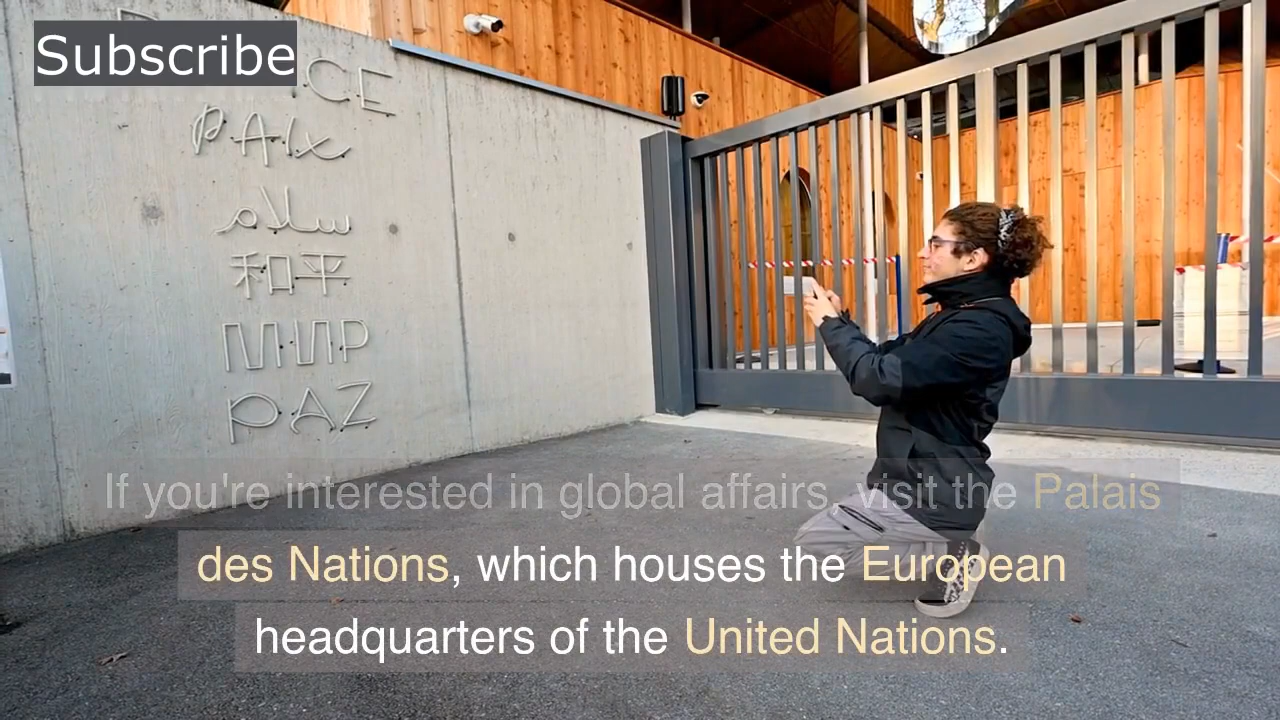 Subscribe
PAIX
سلام
和平
МИР
PAZ
If you're interested in global affairs, visit the Palais
des Nations, which houses the European
headquarters of the United Nations.